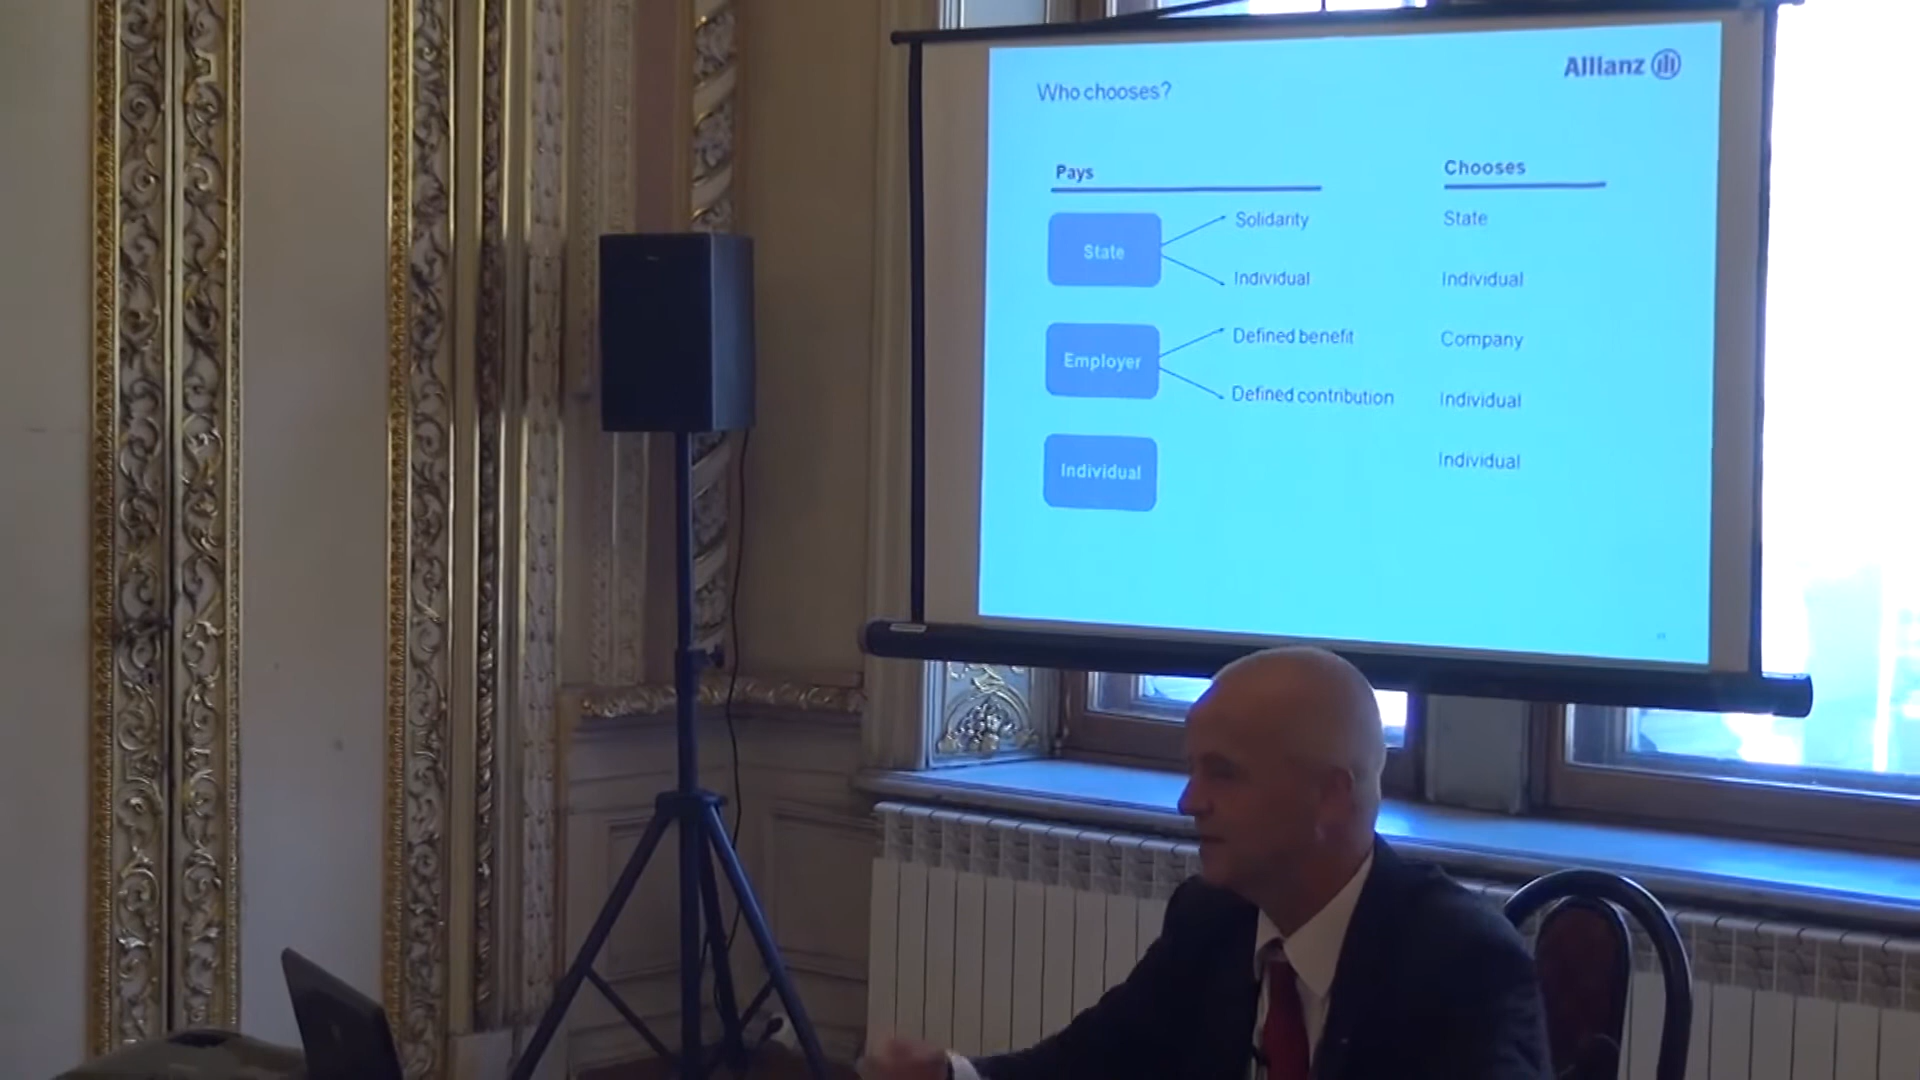 Allianz
Who chooses?
Pays Chooses
State Solidarity State
Individual Individual
Employer Defined benefit Company
Defined contribution Individual
Individual Individual